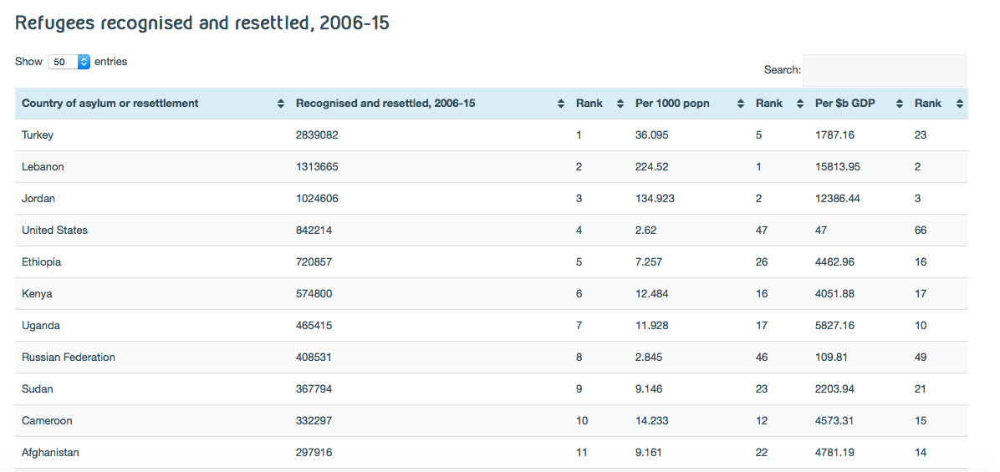 Refugees recognised and resettled, 2006-15
Show 50 entries
Search:
Country of asylum or resettlement Recognised and resettled, 2006-15 Rank Per 1000 popn Rank Per $b GDP Rank
Turkey 2839082 1 36.095 5 1787.16 23
Lebanon 1313665 2 224.52 1 15813.95 2
Jordan 1024606 3 134.923 2 12386.44 3
United States 842214 4 2.62 47 47 66
Ethiopia 720857 5 7.257 26 4462.96 16
Kenya 574800 6 12.484 16 4051.88 17
Uganda 465415 7 11.928 17 5827.16 10
Russian Federation 408531 8 2.845 46 109.81 49
Sudan 367794 9 9.146 23 2203.94 21
Cameroon 332297 10 14.233 12 4573.31 15
Afghanistan 297916 11 9.161 22 4781.19 14